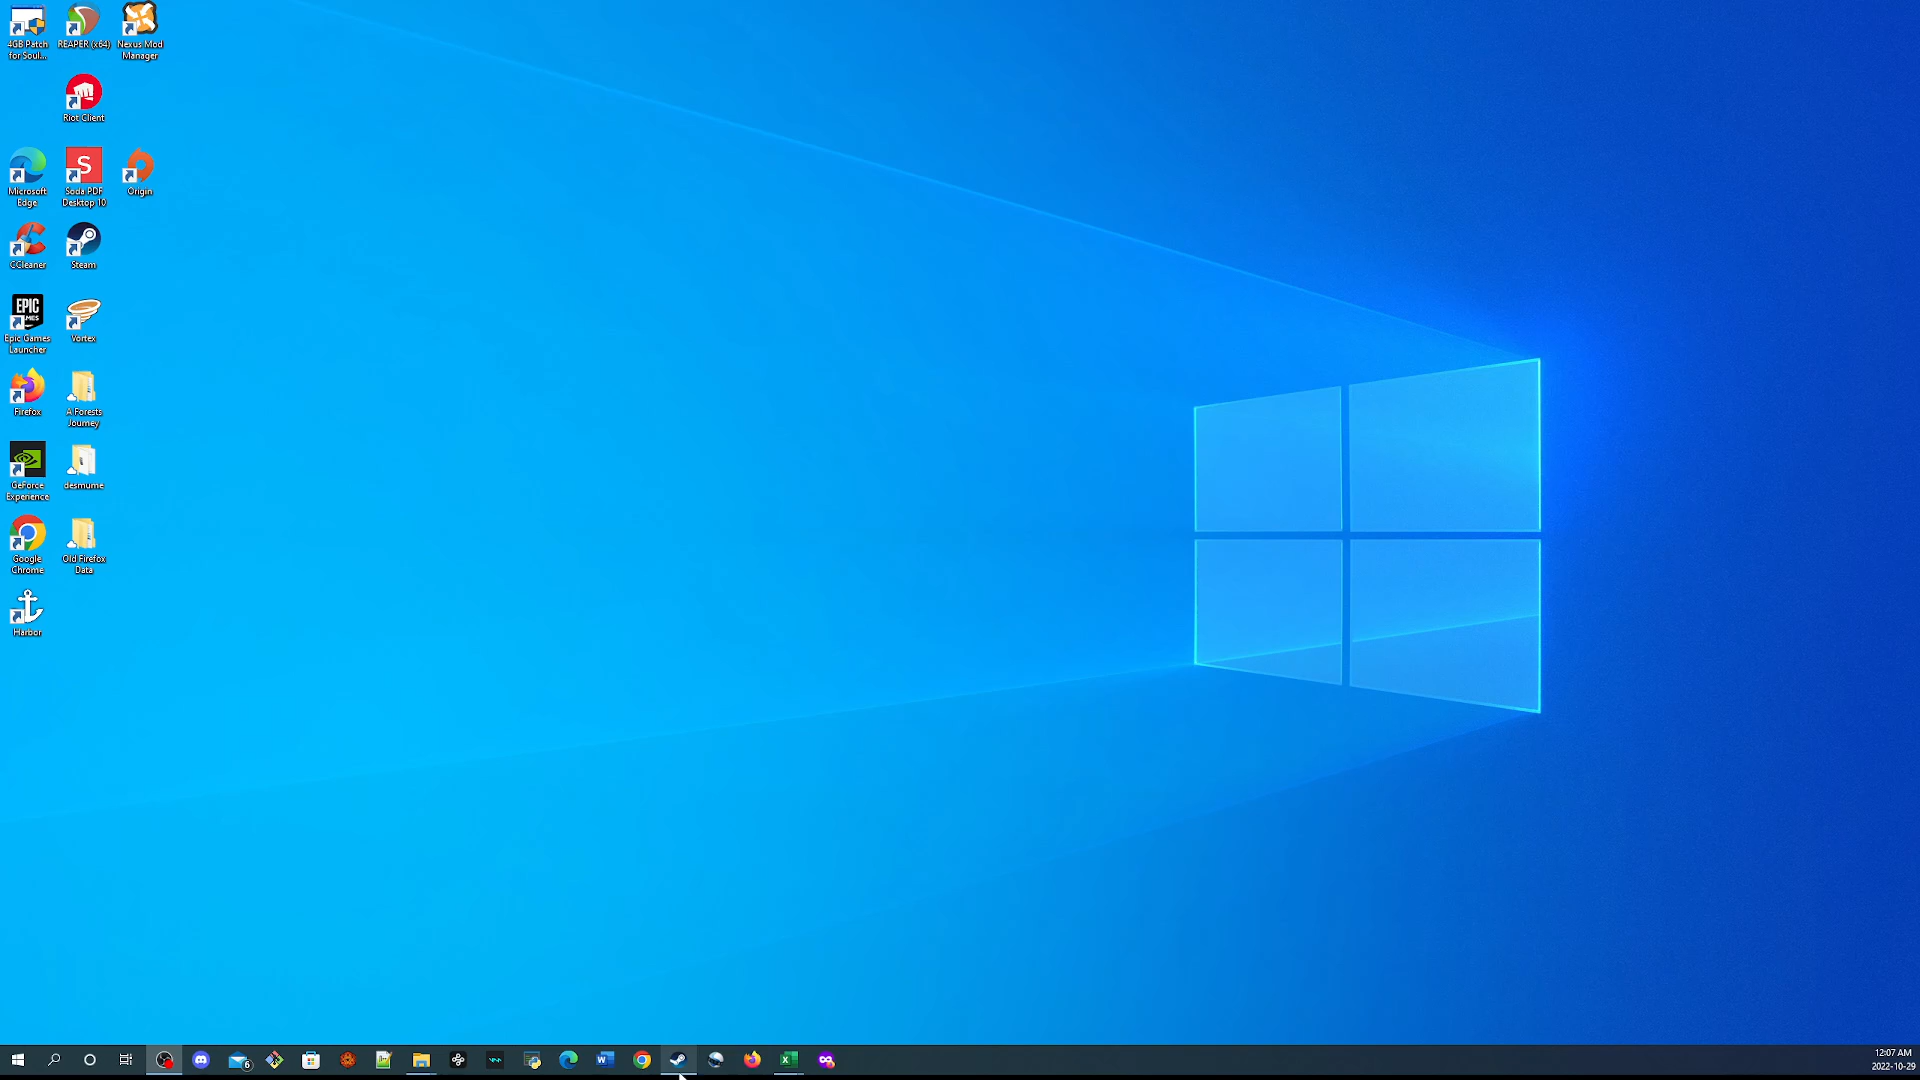 4GB Patch
for Soul...
REAPER (x64)
Nexus Mod
Manager
Riot Client
Microsoft
Edge
S
Soda PDF
Desktop 10
Origin
CCleaner
Steam
EPIC
Epic Games
Launcher
Vortex
Firefox
A Forests
Journey
GeForce
Experience
desmume
Google
Chrome
Old Firefox
Data
Harbor
6
W
X
12:07 AM
2022-10-29